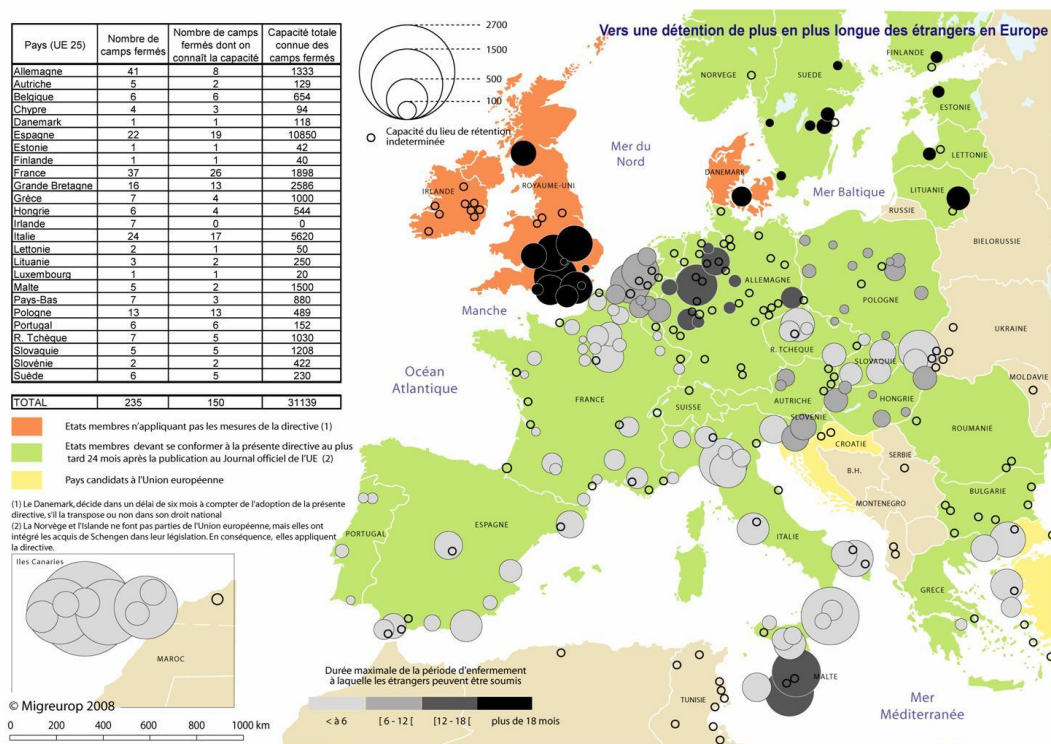 Vers une détention de plus en plus longue des étrangers en Europe
Pays (UE 25) Nombre de camps fermés Nombre de camps fermés dont on connaît la capacité Capacité totale connue des camps fermés
Allemagne 41 8 1333
Autriche 5 2 129
Belgique 6 6 654
Chypre 4 3 94
Danemark 1 1 118
Espagne 22 19 10850
Estonie 1 1 42
Finlande 1 1 40
France 37 26 1898
Grande Bretagne 16 13 2586
Grèce 7 4 1000
Hongrie 6 4 544
Irlande 7 0 0
Italie 24 17 5620
Lettonie 2 1 50
Lituanie 3 2 250
Luxembourg 1 1 20
Malte 5 2 1500
Pays-Bas 7 3 880
Pologne 13 13 489
Portugal 6 6 152
R. Tchèque 7 5 1030
Slovaquie 5 5 1208
Slovénie 2 2 422
Suède 6 5 230
TOTAL 235 150 31139
2700
1500
500
100
Capacité du lieu de rétention
indeterminée
Etats membres n'appliquant pas les mesures de la directive (1)
Etats membres devant se conformer à la présente directive au plus
tard 24 mois après la publication au Journal officiel de l'UE (2)
Pays candidats à l'Union européenne
(1) Le Danemark, décide dans un délai de six mois à compter de l'adoption de la présente
directive, s'il la transpose ou non dans son droit national
(2) La Norvège et l'Islande ne font pas parties de l'Union européenne, mais elles ont
intégré les acquis de Schengen dans leur législation. En conséquence, elles appliquent
la directive.
Iles Canaries
MAROC
© Migreurop 2008
0 200 400 600 800 1000 km
Durée maximale de la période d'enfermement
à laquelle les étrangers peuvent être soumis
< à 6 [ 6 - 12 [ [12 - 18 [ plus de 18 mois
NORVEGE
SUEDE
FINLANDE
ESTONIE
LETTONIE
LITUANIE
RUSSIE
BIELORUSSIE
Mer du
Nord
Mer Baltique
DANEMARK
IRLANDE
ROYAUME-UNI
Manche
Océan
Atlantique
ALLEMAGNE
POLOGNE
UKRAINE
R. TCHEQUE
SLOVAQUIE
MOLDAVIE
FRANCE
SUISSE
AUTRICHE
HONGRIE
SLOVENIE
ROUMANIE
CROATIE
SERBIE
B.H.
MONTENEGRO
BULGARIE
PORTUGAL
ESPAGNE
ITALIE
GRECE
MALTE
TUNISIE
Mer
Méditerranée